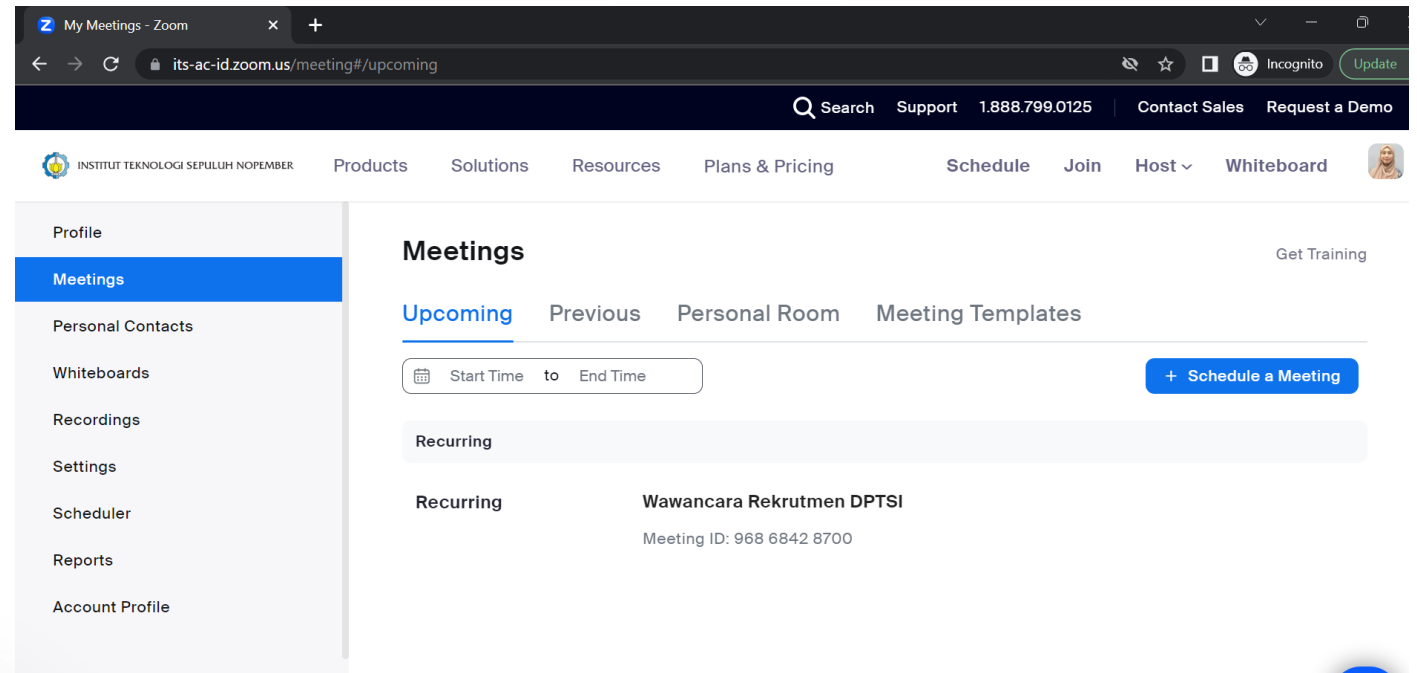 My Meetings - Zoom
its-ac-id.zoom.us/meeting#/upcoming Incognito Update
Search Support 1.888.799.0125 Contact Sales Request a Demo
INSTITUT TEKNOLOGI SEPULUH NOPEMBER Products Solutions Resources Plans & Pricing Schedule Join Host Whiteboard
Profile
Meetings
Personal Contacts
Whiteboards
Recordings
Settings
Scheduler
Reports
Account Profile
Meetings Get Training
Upcoming Previous Personal Room Meeting Templates
Start Time to End Time + Schedule a Meeting
Recurring
Recurring Wawancara Rekrutmen DPTSI
Meeting ID: 968 6842 8700